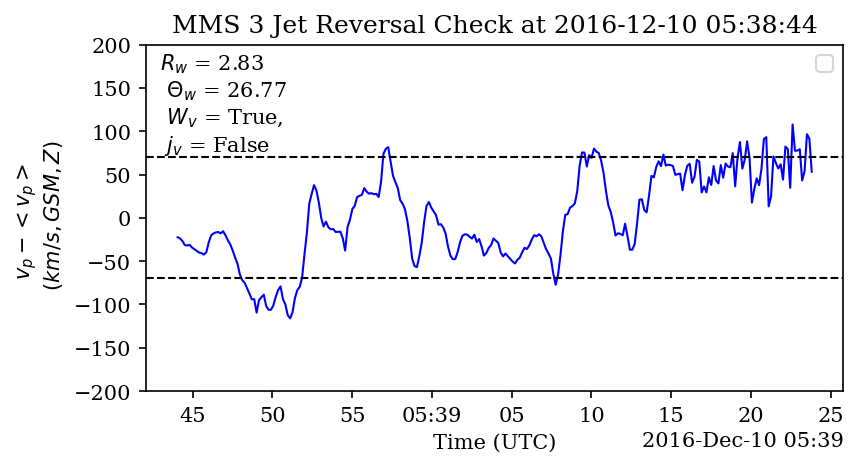 MMS 3 Jet Reversal Check at 2016-12-10 05:38:44
R_w = 2.83
Θ_w = 26.77
W_v = True,
j_v = False
v_p − < v_p >
(km/s, GSM, Z)
200
150
100
50
0
−50
−100
−150
−200
45 50 55 05:39 05 10 15 20 25
Time (UTC)
2016-Dec-10 05:39